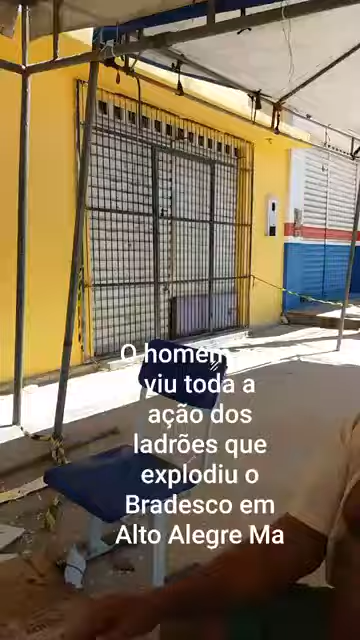 O homem
viu toda a
ação dos
ladrões que
explodiu o
Bradesco em
Alto Alegre Ma